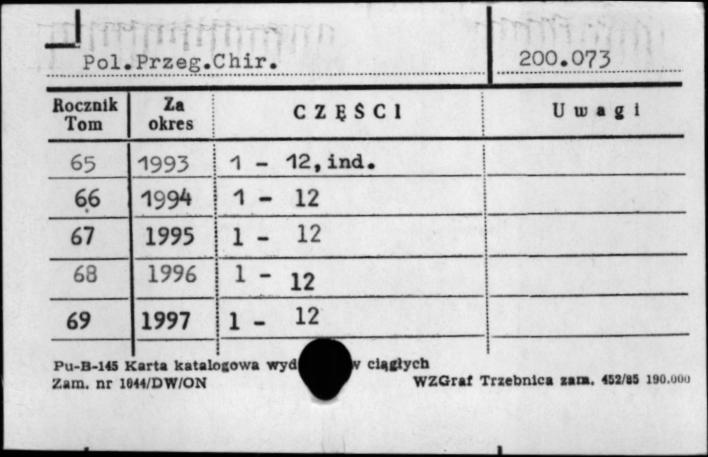 Pol.Przeg.Chir. 200.073
Rocznik Tom Za okres CZĘŚCI Uwagi
65 1993 1 - 12,ind.
66 1994 1 - 12
67 1995 1 - 12
68 1996 1 - 12
69 1997 1 - 12
Pu-B-145 Karta katalogowa wyd w ciągłych
Zam. nr 1044/DW/ON WZGraf Trzebnica zam. 452/85 190.000